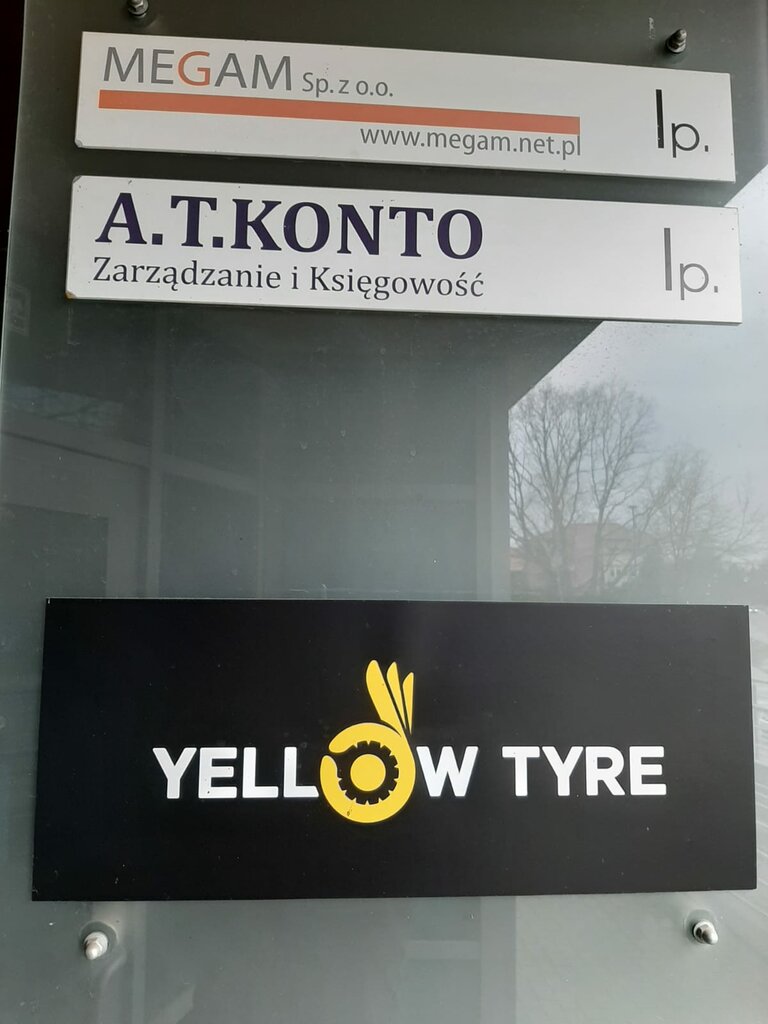 MEGAM Sp. z o.o.
www.megam.net.pl
Ip.
A.T.KONTO
Zarządzanie i Księgowość
Ip.
YELLOW TYRE